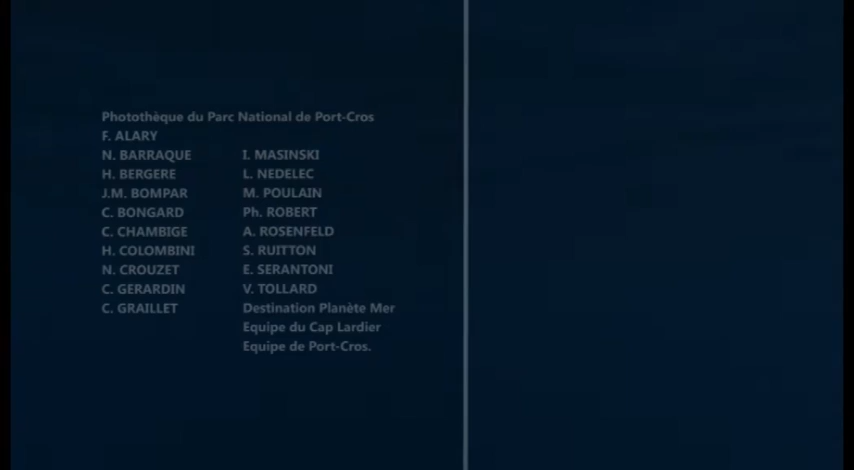 Photothèque du Parc National de Port-Cros
F. ALARY
N. BARRAQUE
H. BERGERE
J.M. BOMPAR
C. BONGARD
C. CHAMBIGE
H. COLOMBINI
N. CROUZET
C. GERARDIN
C. GRAILLET
I. MASINSKI
L. NEDELEC
M. POULAIN
Ph. ROBERT
A. ROSENFELD
S. RUITTON
E. SERANTONI
V. TOLLARD
Destination Planète Mer
Equipe du Cap Lardier
Equipe de Port-Cros.